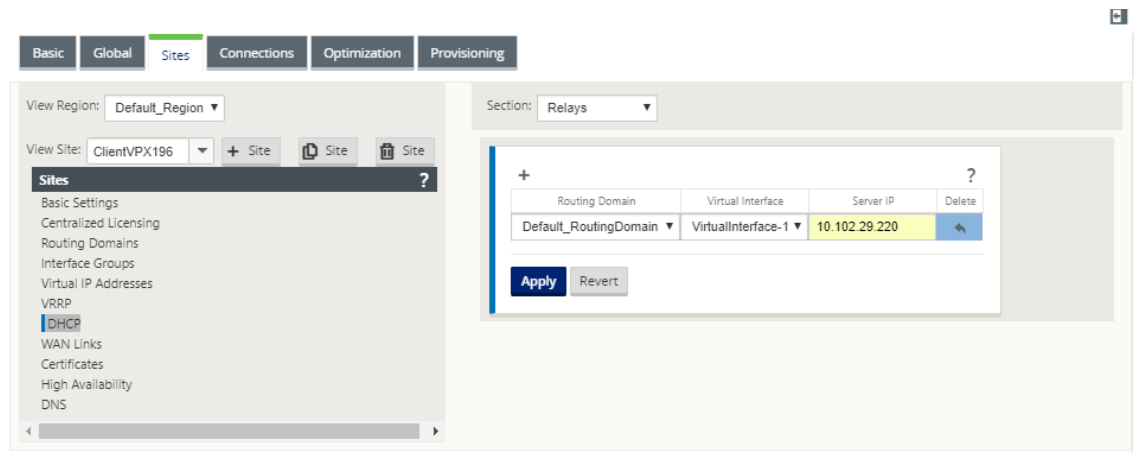 Basic Global Sites Connections Optimization Provisioning
View Region: Default_Region
View Site: ClientVPX196 + Site Site Site
Sites ?
Basic Settings
Centralized Licensing
Routing Domains
Interface Groups
Virtual IP Addresses
VRRP
DHCP
WAN Links
Certificates
High Availability
DNS
Section: Relays
+ ?
Routing Domain Virtual Interface Server IP Delete
Default_RoutingDomain VirtualInterface-1 10.102.29.220
Apply Revert